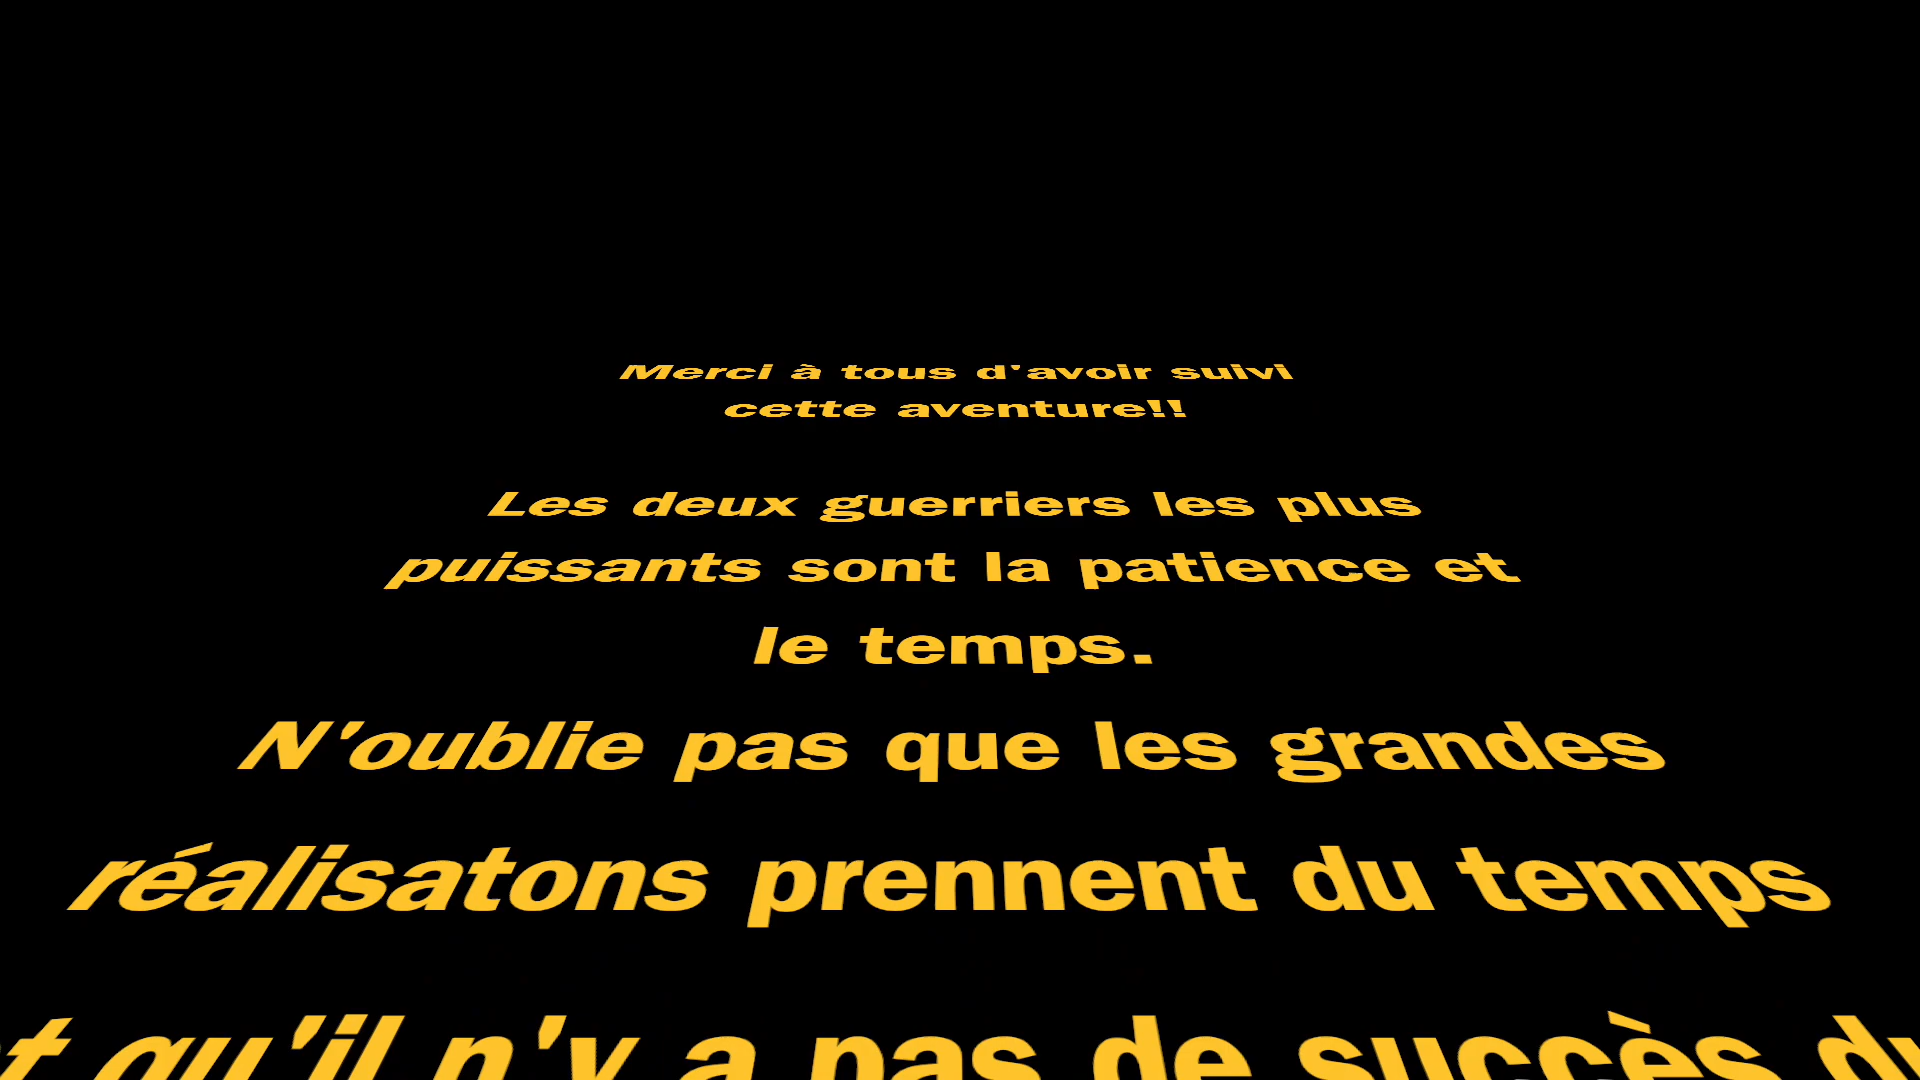 Merci à tous d'avoir suivi
cette aventure!!
Les deux guerriers les plus
puissants sont la patience et
le temps.
N'oublie pas que les grandes
réalisatons prennent du temps
qu'il n'y a pas de succès